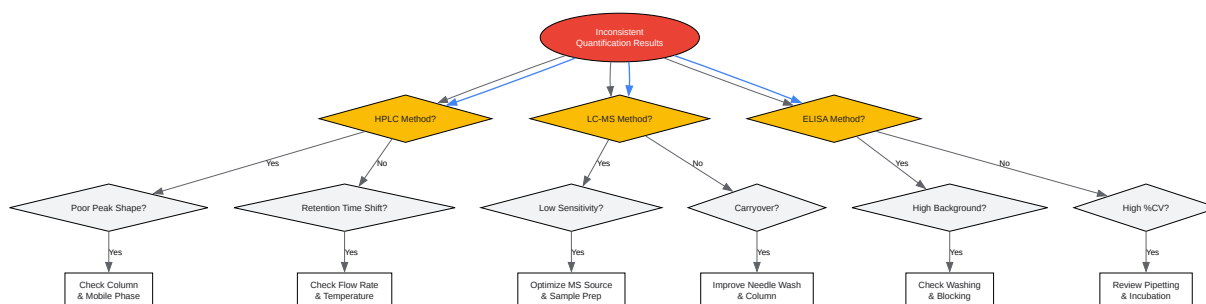 Inconsistent
Quantification Results
HPLC Method?
LC-MS Method?
ELISA Method?
Yes
No
Yes
No
Yes
No
Poor Peak Shape?
Retention Time Shift?
Low Sensitivity?
Carryover?
High Background?
High %CV?
Yes
Yes
Yes
Yes
Yes
Yes
Check Column
& Mobile Phase
Check Flow Rate
& Temperature
Optimize MS Source
& Sample Prep
Improve Needle Wash
& Column
Check Washing
& Blocking
Review Pipetting
& Incubation